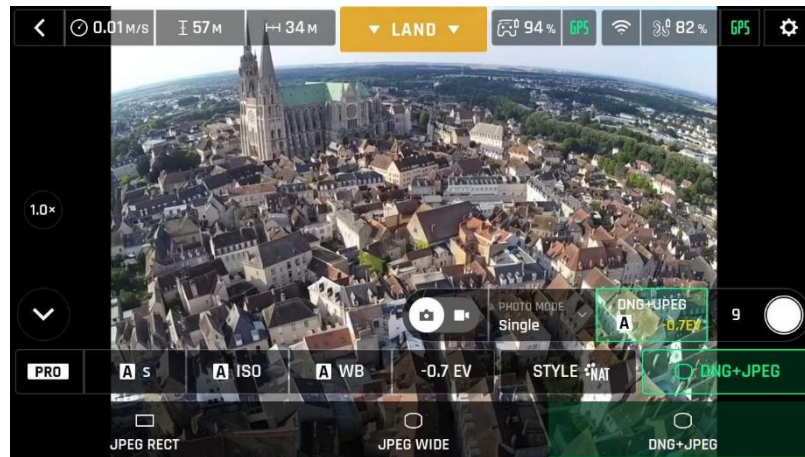 0.01 M/S 57 M 34 M LAND 94 % GPS 82 % GPS
1.0×
PHOTO MODE
Single
DNG+JPEG
A -0.7EV
9
PRO A S A ISO A WB -0.7 EV STYLE NAT DNG+JPEG
JPEG RECT JPEG WIDE DNG+JPEG